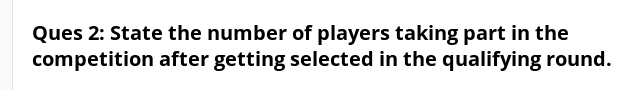 Ques 2: State the number of players taking part in the
competition after getting selected in the qualifying round.